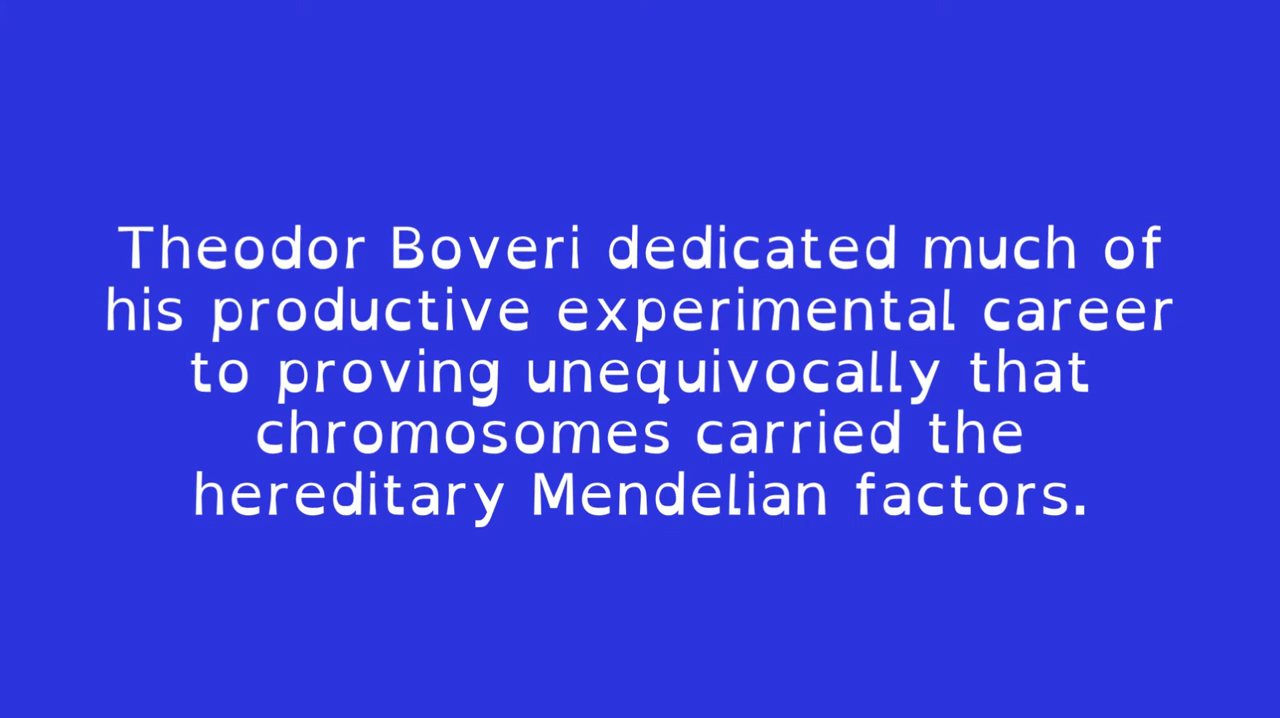 Theodor Boveri dedicated much of
his productive experimental career
to proving unequivocally that
chromosomes carried the
hereditary Mendelian factors.